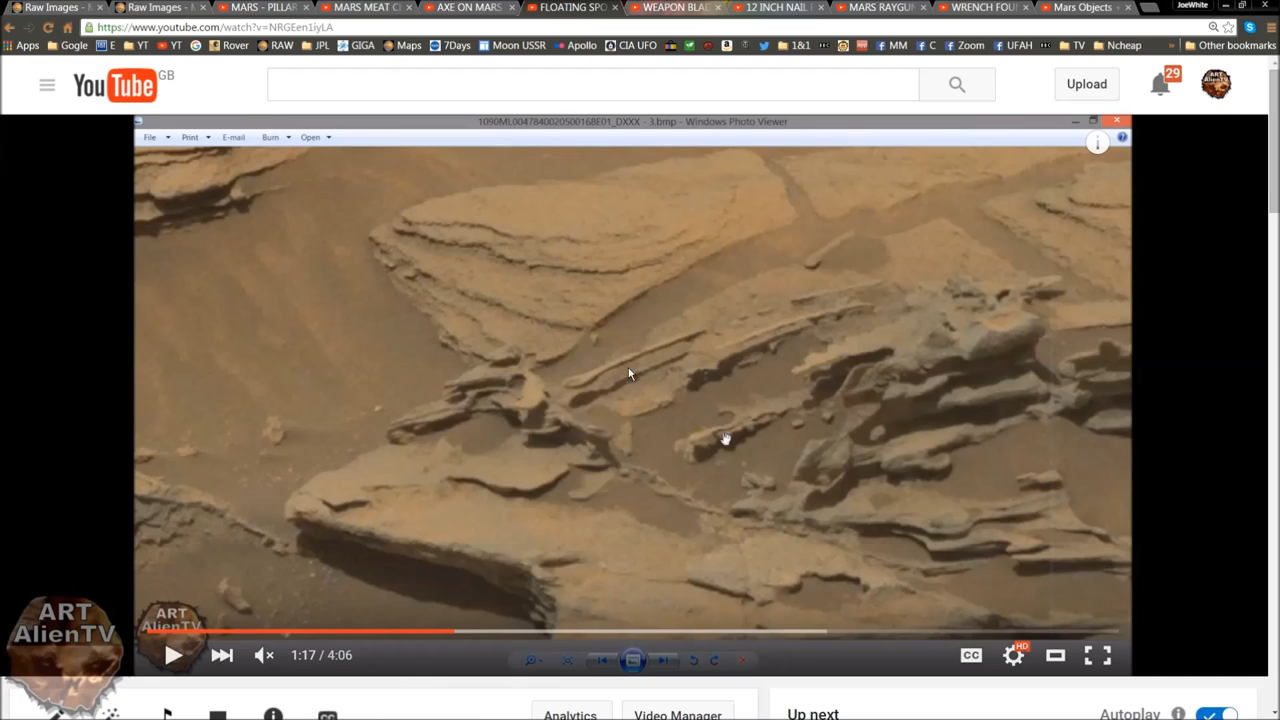 Raw Images - M
Raw Images - M
MARS - PILLAR
MARS MEAT C
AXE ON MARS
FLOATING SPO
WEAPON BLA
12 INCH NAIL
MARS RAYGU
WRENCH FOU
Mars Objects
JoeWhite
https://www.youtube.com/watch?v=NRGEen1iyLA
Apps
Google
E
YT
YT
G
Rover
RAW
JPL
GIGA
Maps
7Days
Moon USSR
Apollo
CIA UFO
1&1
MM
C
Zoom
UFAH
TV
Ncheap
»
Other bookmarks
YouTube GB
Upload
29
1090ML0047840020500168E01_DXXX - 3.bmp - Windows Photo Viewer
File Print E-mail Burn Open
ART
AlienTV
ART
AlienTV
1:17 / 4:06
CC
HD
Analytics
Video Manager
Up next
Autoplay